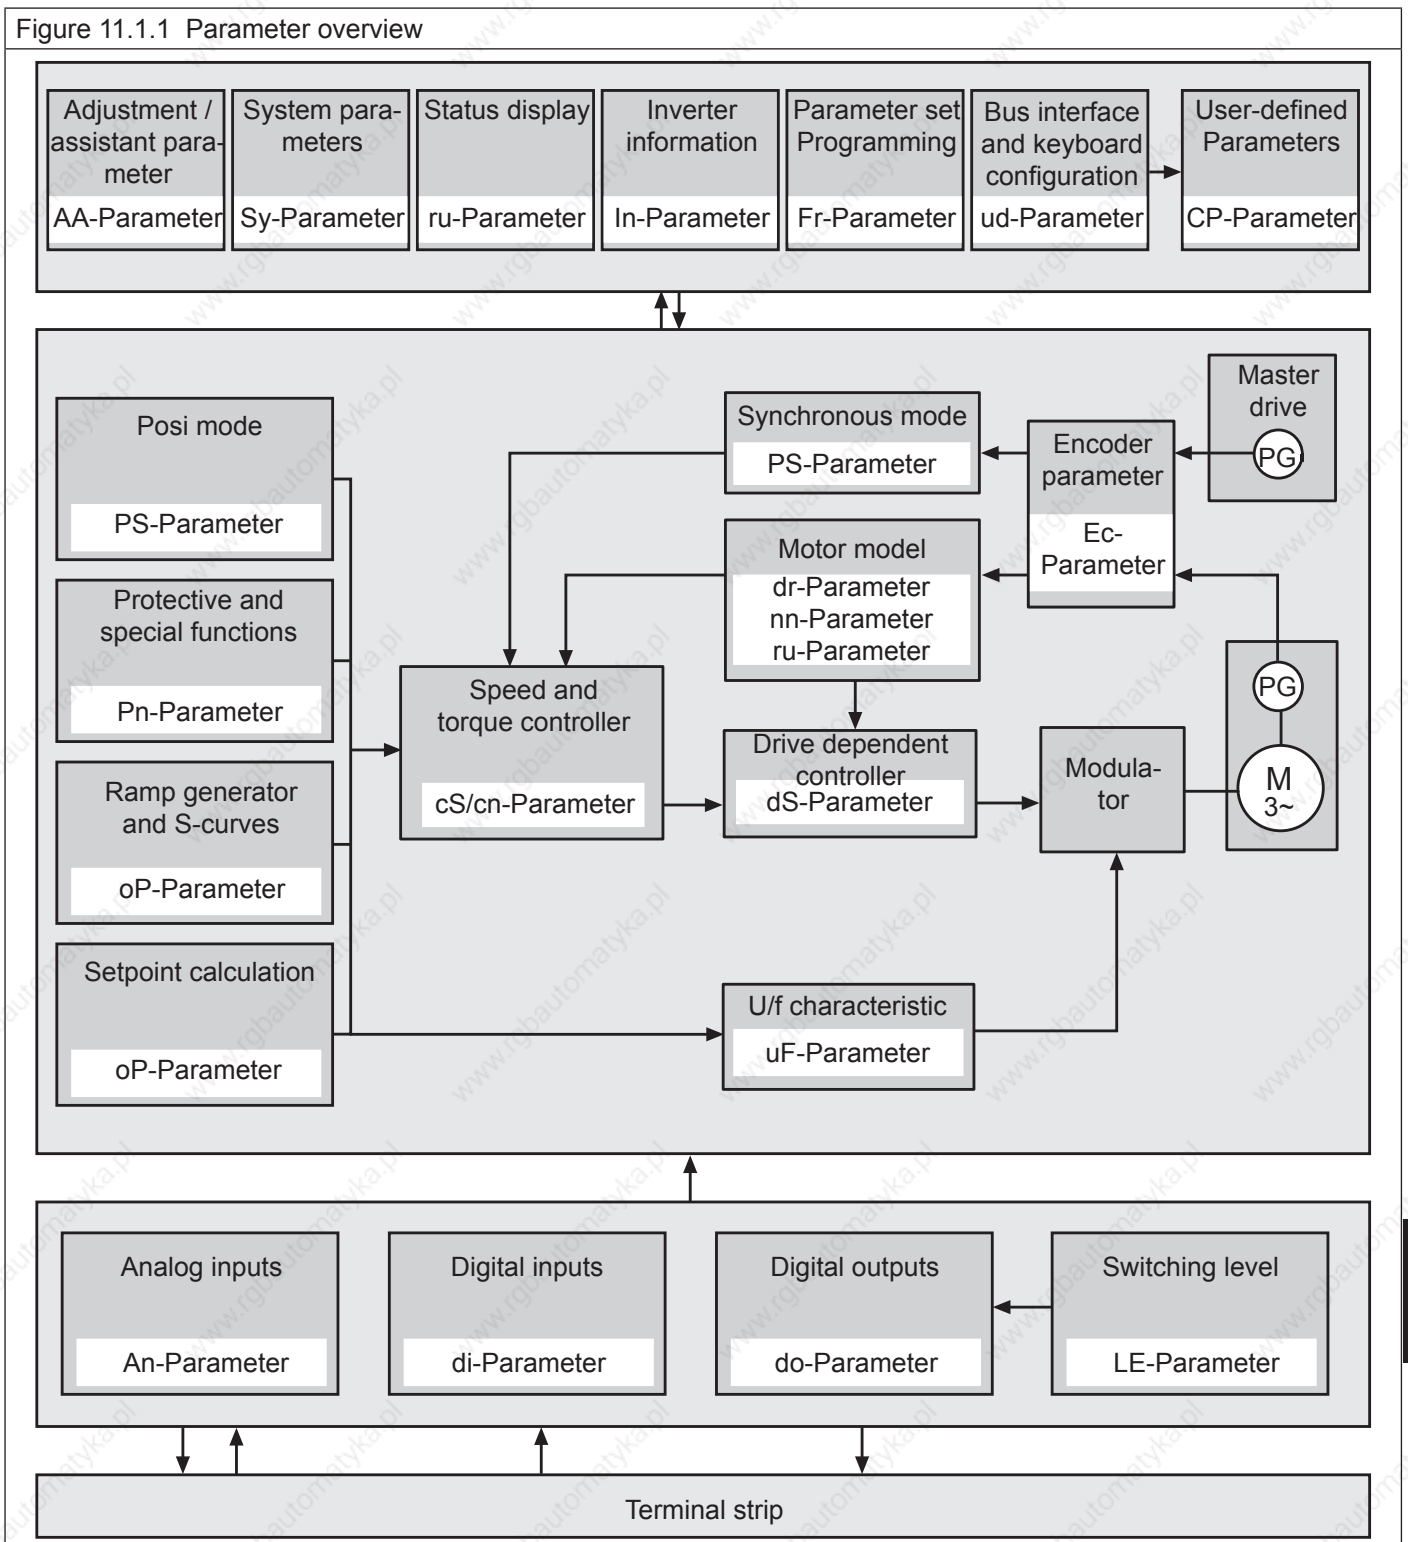 Figure 11.1.1 Parameter overview
Adjustment /
assistant para-
meter
AA-Parameter
System para-
meters
Sy-Parameter
Status display
ru-Parameter
Inverter
information
In-Parameter
Parameter set
Programming
Fr-Parameter
Bus interface
and keyboard
configuration
ud-Parameter
User-defined
Parameters
CP-Parameter
Posi mode
PS-Parameter
Protective and
special functions
Pn-Parameter
Ramp generator
and S-curves
oP-Parameter
Setpoint calculation
oP-Parameter
Speed and
torque controller
cS/cn-Parameter
Synchronous mode
PS-Parameter
Motor model
dr-Parameter
nn-Parameter
ru-Parameter
Drive dependent
controller
dS-Parameter
U/f characteristic
uF-Parameter
Encoder
parameter
Ec-
Parameter
Master
drive
PG
Modula-
tor
PG
M
3~
Analog inputs
An-Parameter
Digital inputs
di-Parameter
Digital outputs
do-Parameter
Switching level
LE-Parameter
Terminal strip
www.rgbautomatyka.pl